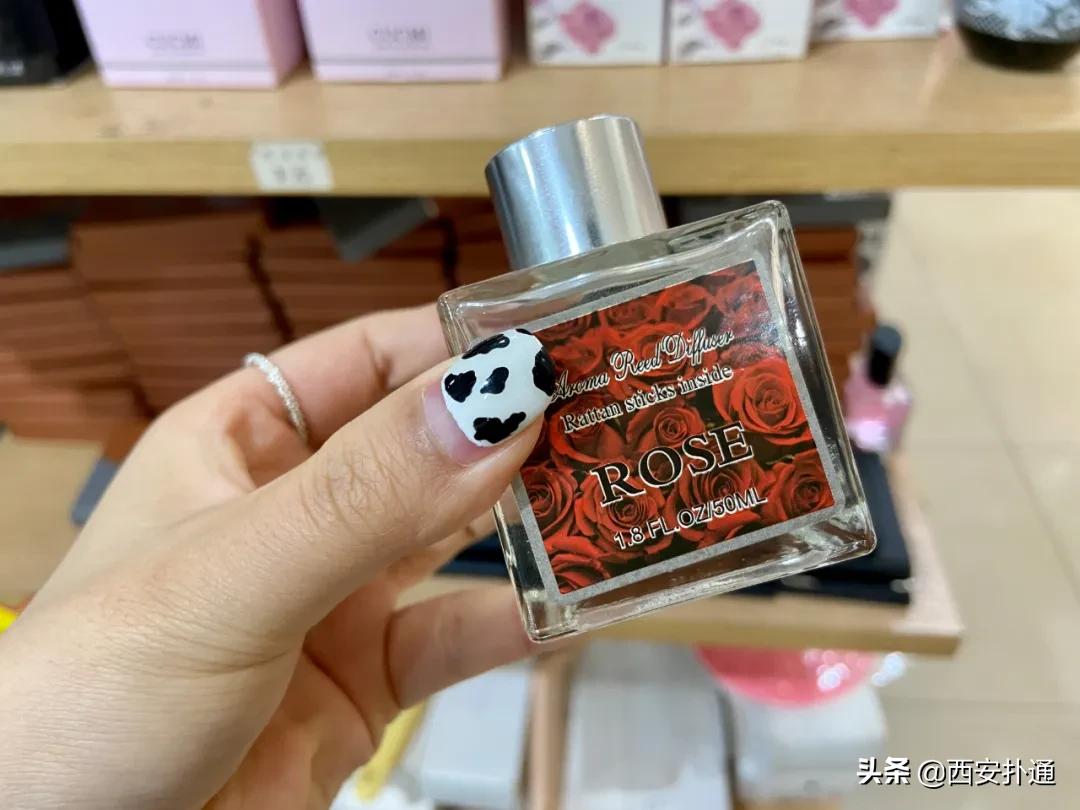 Aroma Reed Diffuser
Rattan sticks inside
ROSE
1.8 FL.OZ/50ML
头条 @西安扑通